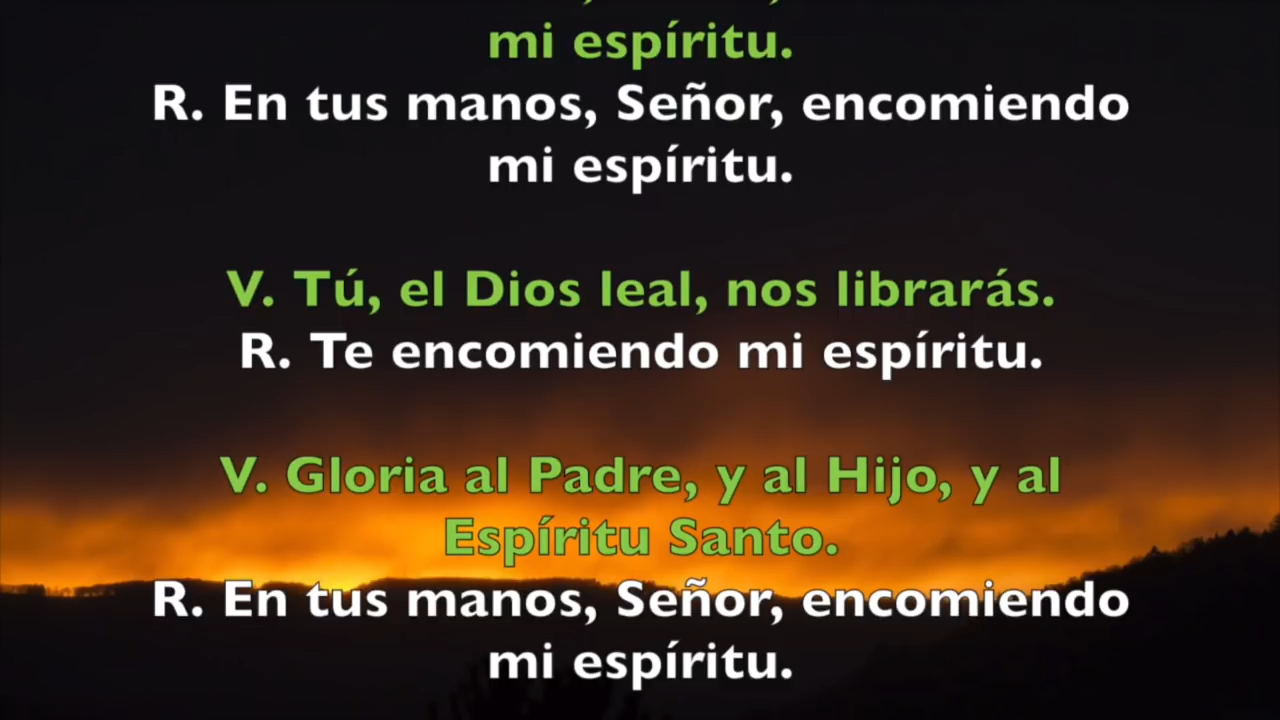 mi espíritu.
R. En tus manos, Señor, encomiendo
mi espíritu.
V. Tú, el Dios leal, nos librarás.
R. Te encomiendo mi espíritu.
V. Gloria al Padre, y al Hijo, y al
Espíritu Santo.
R. En tus manos, Señor, encomiendo
mi espíritu.